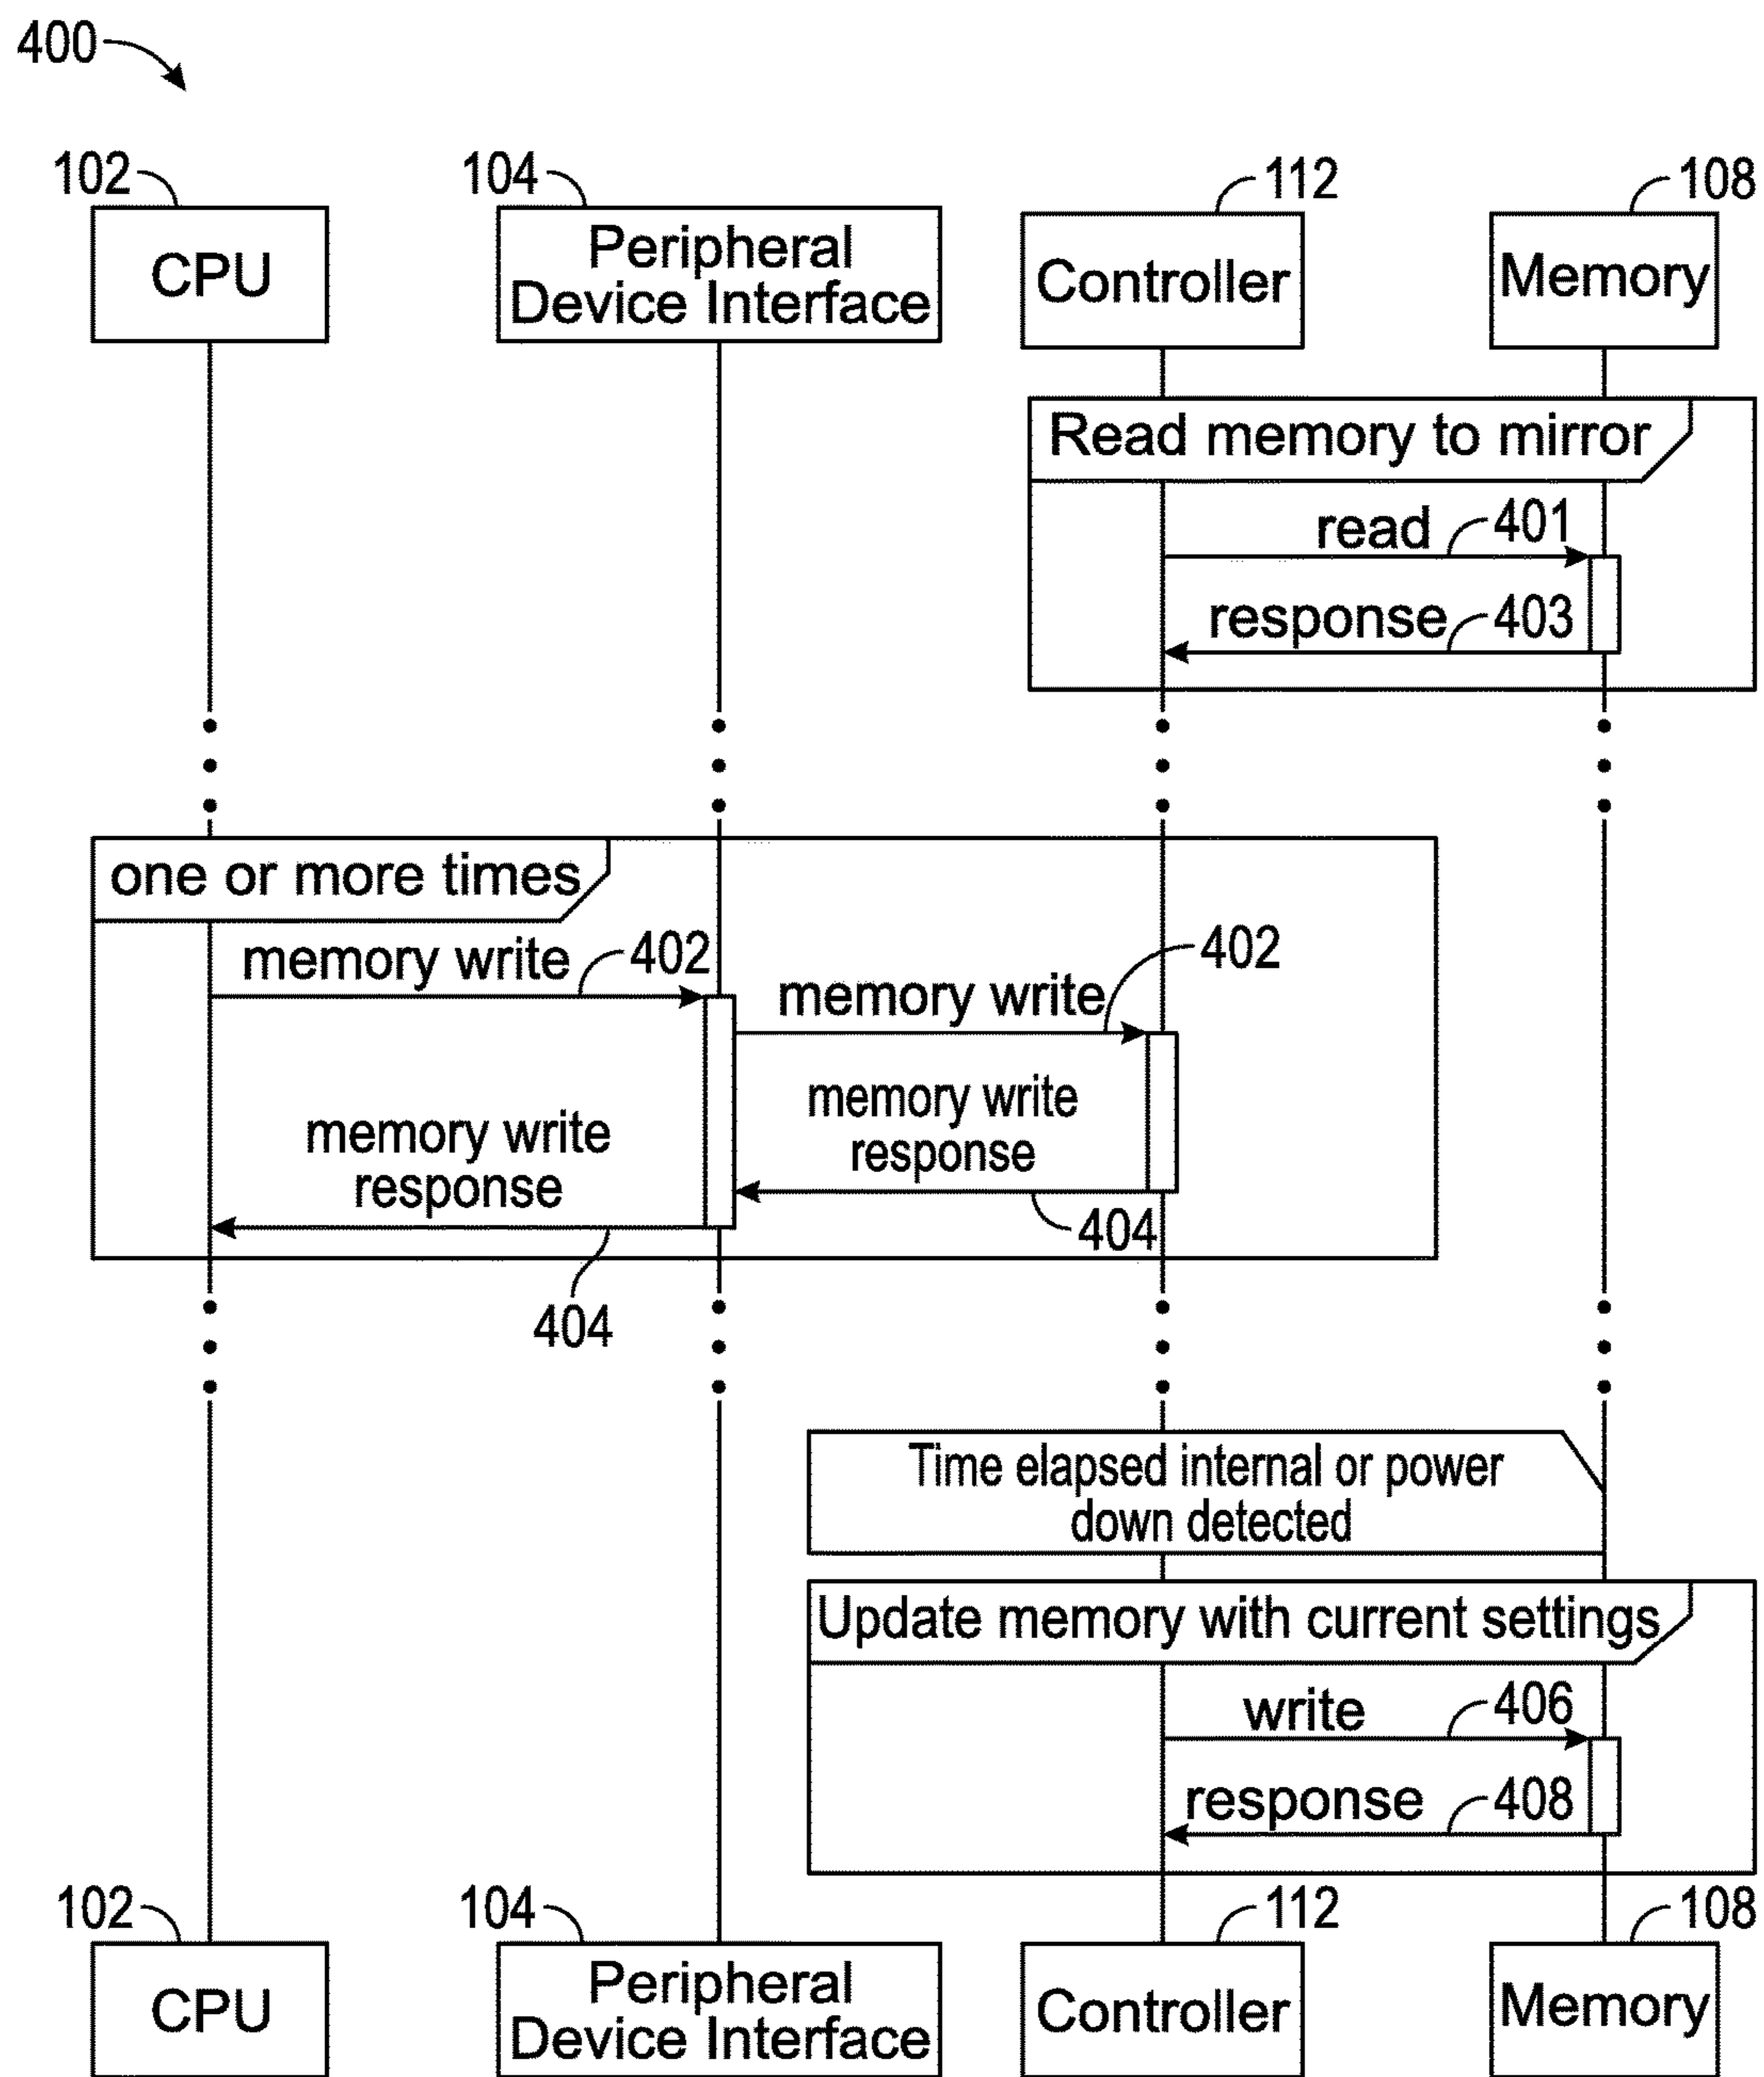 400
102
104
112
108
CPU
Peripheral
Device Interface
Controller
Memory
Read memory to mirror
read
401
response
403
one or more times
memory write
402
memory write
402
memory write
response
404
memory write
response
404
Time elapsed internal or power
down detected
Update memory with current settings
write
406
response
408
102
104
112
108
CPU
Peripheral
Device Interface
Controller
Memory